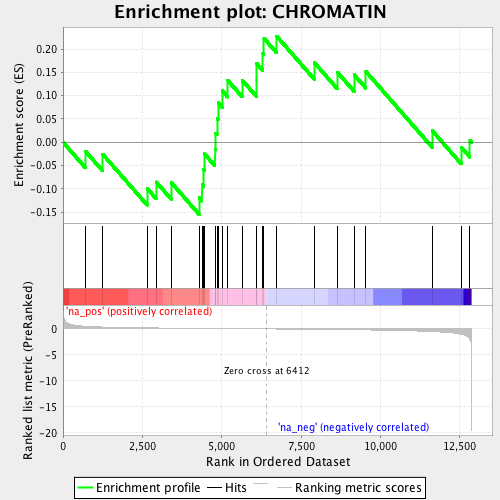 Enrichment plot: CHROMATIN
Enrichment score (ES)
0.20
0.15
0.10
0.05
0.00
-0.05
-0.10
-0.15
'na_pos' (positively correlated)
Ranked list metric (PreRanked)
0
-5
-10
-15
-20
Zero cross at 6412
'na_neg' (negatively correlated)
0
2,500
5,000
7,500
10,000
12,500
Rank in Ordered Dataset
Enrichment profile
Hits
Ranking metric scores